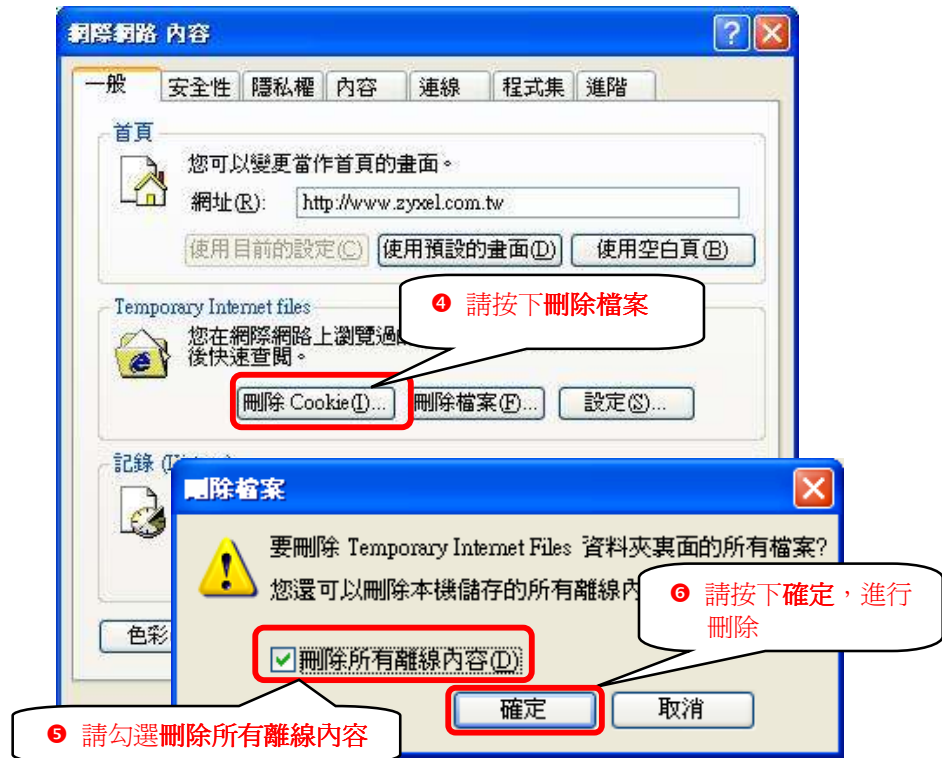 網際網路 內容
一般 安全性 隱私權 內容 連線 程式集 進階
首頁
您可以變更當作首頁的畫面。
網址(R): http://www.zyxel.com.tw
使用目前的設定(C) 使用預設的畫面(D) 使用空白頁(B)
Temporary Internet files
❹ 請按下刪除檔案
您在網際網路上瀏覽過
後快速查閱。
刪除 Cookie(I)... 刪除檔案(F)... 設定(S)...
記錄
刪除檔案
要刪除 Temporary Internet Files 資料夾裏面的所有檔案?
您還可以刪除本機儲存的所有離線內
❻ 請按下確定，進行
刪除
色彩
刪除所有離線內容(D)
確定 取消
❺ 請勾選刪除所有離線內容